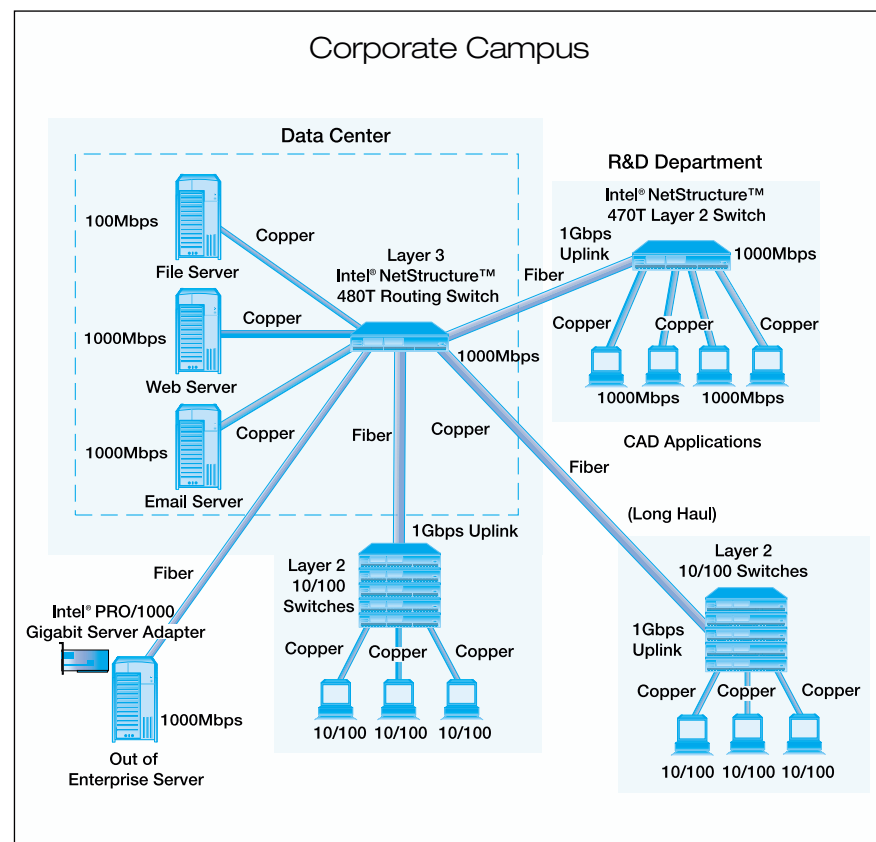 Corporate Campus
Data Center
100Mbps
File Server
Copper
1000Mbps
Web Server
Copper
1000Mbps
Email Server
Copper
Layer 3
Intel® NetStructure™
480T Routing Switch
1000Mbps
Fiber
Copper
R&D Department
Intel® NetStructure™
470T Layer 2 Switch
1Gbps
Uplink
1000Mbps
Fiber
Copper
Copper
Copper
1000Mbps
1000Mbps
CAD Applications
Fiber
(Long Haul)
Fiber
Intel® PRO/1000
Gigabit Server Adapter
1000Mbps
Out of
Enterprise Server
1Gbps Uplink
Layer 2
10/100
Switches
Copper
Copper
Copper
10/100
10/100
10/100
Layer 2
10/100 Switches
1Gbps
Uplink
Copper
Copper
Copper
10/100
10/100
10/100